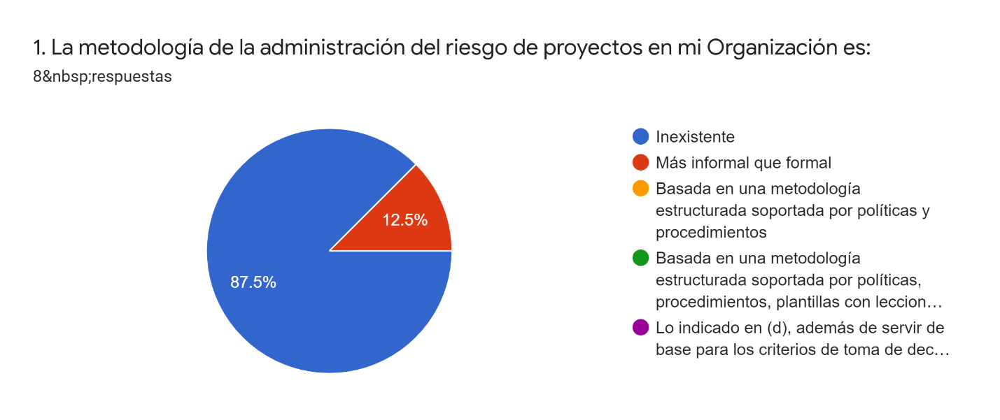 1. La metodología de la administración del riesgo de proyectos en mi Organización es:
8&nbsp;respuestas
12.5%
87.5%
Inexistente
Más informal que formal
Basada en una metodología
estructurada soportada por políticas y
procedimientos
Basada en una metodología
estructurada soportada por políticas,
procedimientos, plantillas con leccion…
Lo indicado en (d), además de servir de
base para los criterios de toma de dec…